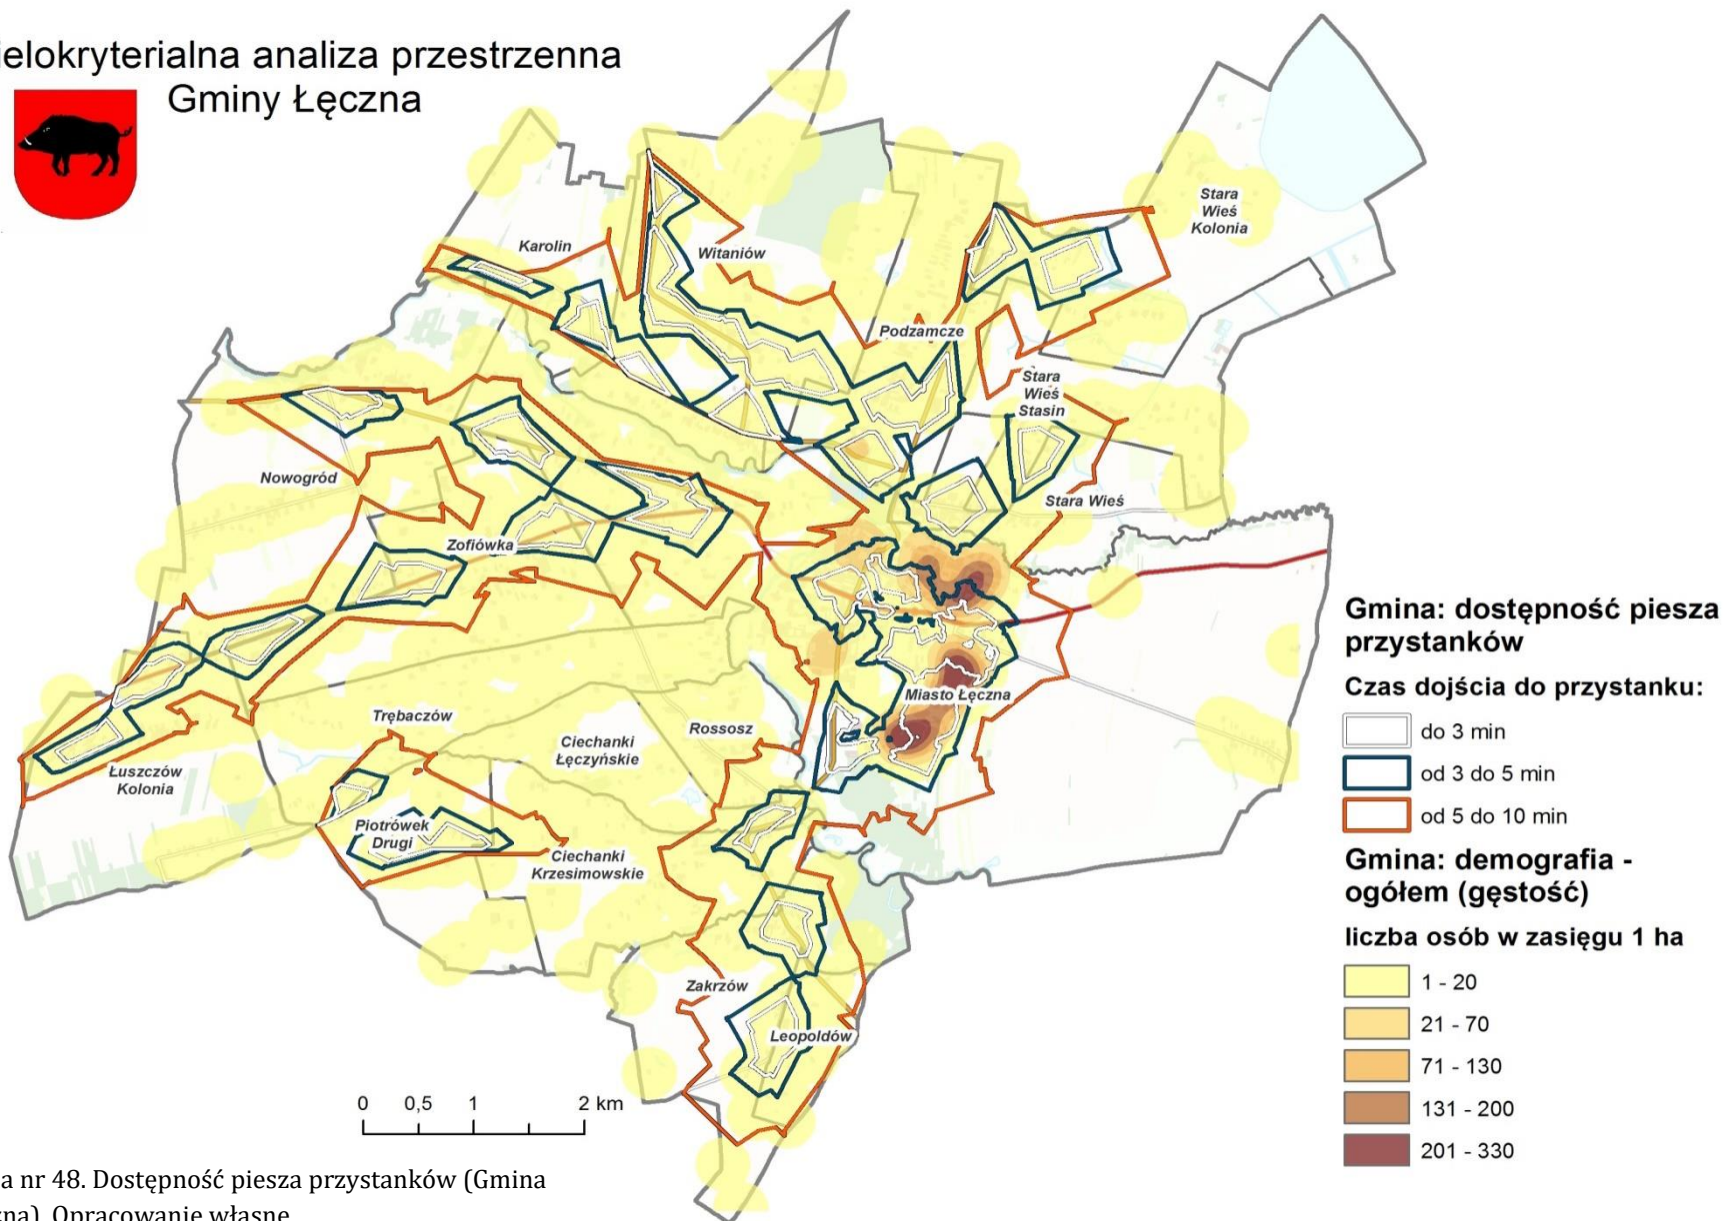 ielokryterialna analiza przestrzenna
Gminy Łęczna
Stara
Wieś
Kolonia
Karolin
Witaniów
Podzamcze
Stara
Wieś
Stasin
Nowogród
Stara Wieś
Zofiówka
Miasto Łęczna
Trębaczów
Rossosz
Ciechanki
Łęczyńskie
Łuszczów
Kolonia
Piotrówek
Drugi
Ciechanki
Krzesimowskie
Zakrzów
Leopoldów
0 0,5 1 2 km
Gmina: dostępność piesza
przystanków
Czas dojścia do przystanku:
do 3 min
od 3 do 5 min
od 5 do 10 min
Gmina: demografia -
ogółem (gęstość)
liczba osób w zasięgu 1 ha
1 - 20
21 - 70
71 - 130
131 - 200
201 - 330
a nr 48. Dostępność piesza przystanków (Gmina
zna). Opracowanie własne